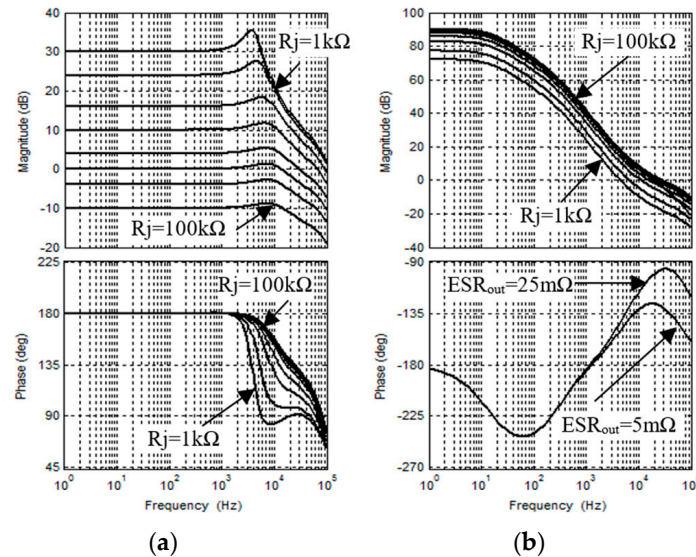 40
30
20
10
0
-10
-20
Magnitude (dB)
Rj=1kΩ
Rj=100kΩ
225
180
135
90
45
Phase (deg)
Rj=100kΩ
Rj=1kΩ
10^0 10^1 10^2 10^3 10^4 10^5
Frequency (Hz)
(a)
100
80
60
40
20
0
-20
-40
Magnitude (dB)
Rj=100kΩ
Rj=1kΩ
-90
-135
-180
-225
-270
Phase (deg)
ESRout=25mΩ
ESRout=5mΩ
10^0 10^1 10^2 10^3 10^4 10^5
Frequency (Hz)
(b)